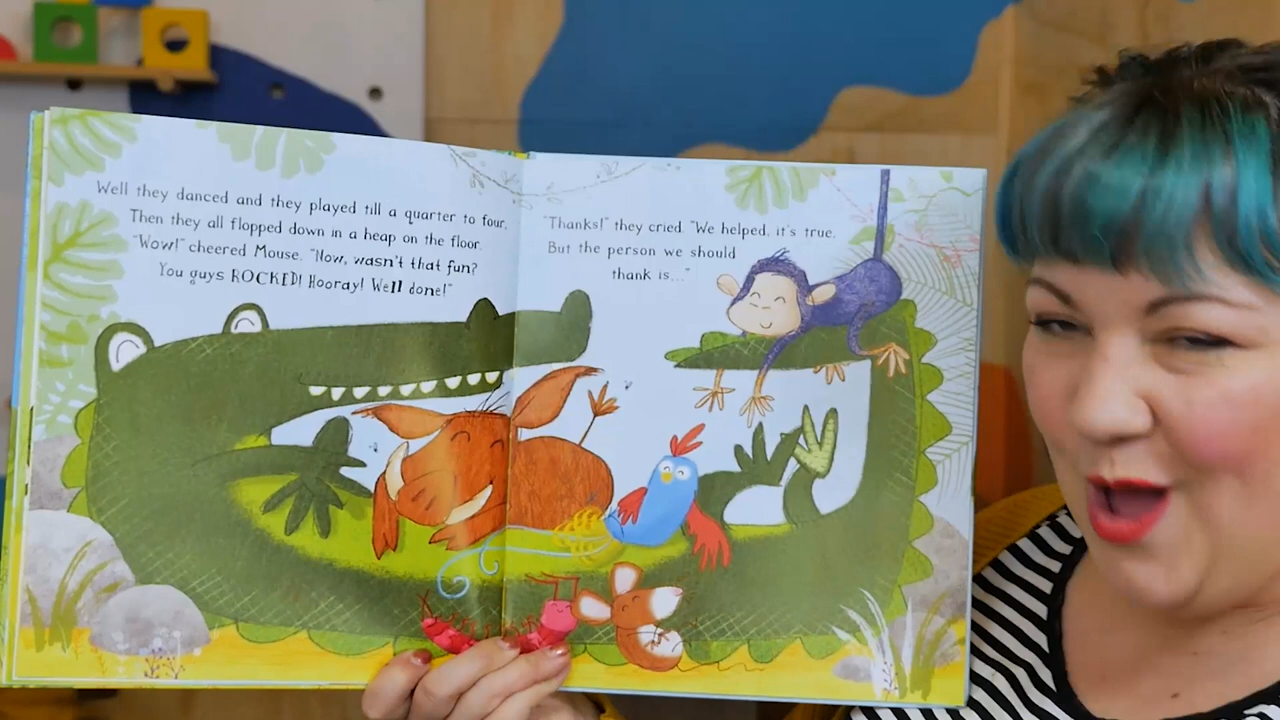 Well they danced and they played till a quarter to four,
Then they all flopped down in a heap on the floor.
"Wow!" cheered Mouse. "Now, wasn't that fun?
You guys ROCKED! Hooray! Well done!"
"Thanks!" they cried. "We helped, it's true.
But the person we should
thank is..."